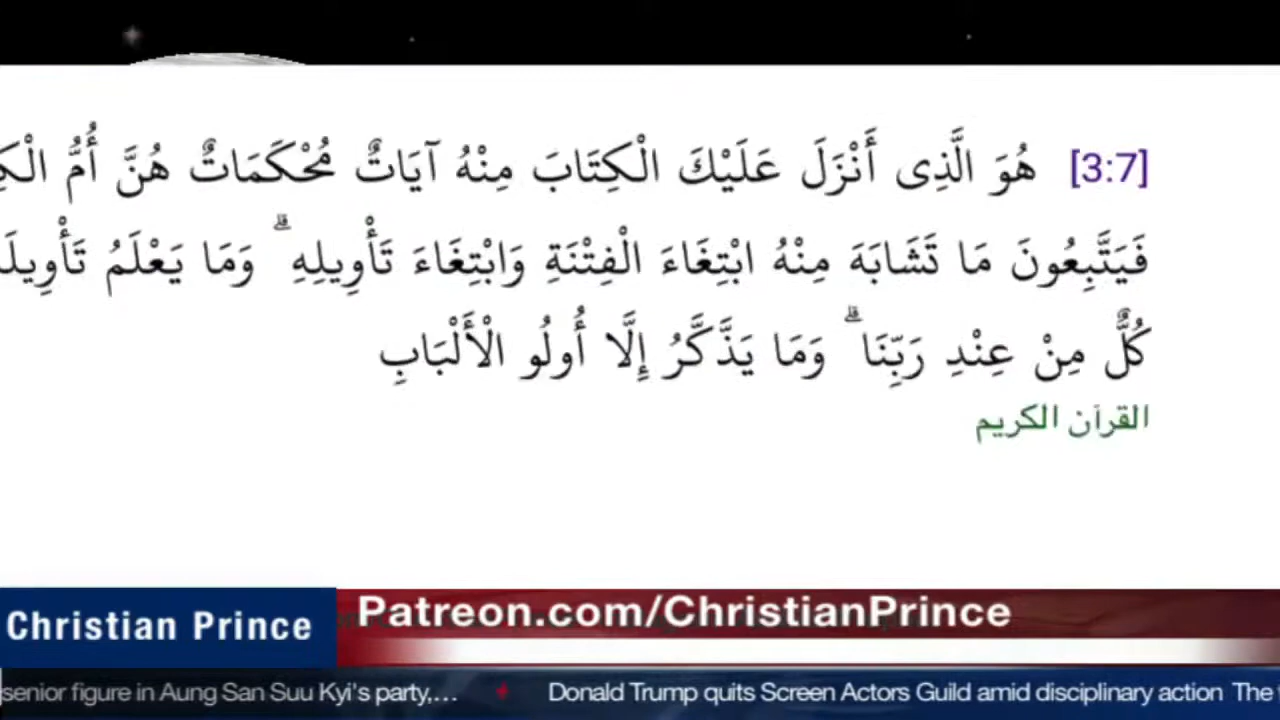 [3:7] هُوَ الَّذِى أَنْزَلَ عَلَيْكَ الْكِتَابَ مِنْهُ آيَاتٌ مُحْكَمَاتٌ هُنَّ أُمُّ
فَيَتَّبِعُونَ مَا تَشَابَهَ مِنْهُ ابْتِغَاءَ الْفِتْنَةِ وَابْتِغَاءَ تَأْوِيلِهِ ۗ وَمَا يَعْلَمُ
كُلٌّ مِنْ عِنْدِ رَبِّنَا ۗ وَمَا يَذَّكَّرُ إِلَّا أُولُو الْأَلْبَابِ
القرآن الكريم
Christian Prince
Patreon.com/ChristianPrince
senior figure in Aung San Suu Kyi's party,... Donald Trump quits Screen Actors Guild amid disciplinary action The